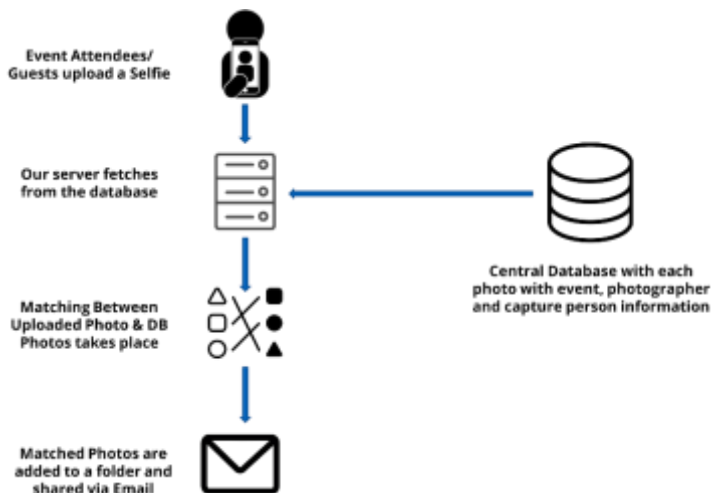 Event Attendees/
Guests upload a Selfie
Our server fetches
from the database
Central Database with each
photo with event, photographer
and capture person information
Matching Between
Uploaded Photo & DB
Photos takes place
Matched Photos are
added to a folder and
shared via Email